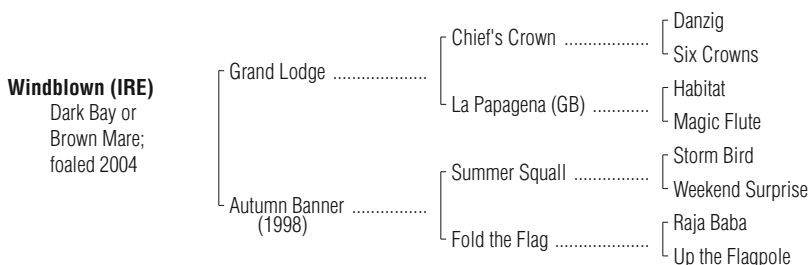 Windblown (IRE)
Dark Bay or
Brown Mare;
foaled 2004
Grand Lodge ....................
Autumn Banner ................
(1998)
Chief's Crown ..................
La Papagena (GB) ............
Summer Squall ................
Fold the Flag ....................
Danzig
Six Crowns
Habitat
Magic Flute
Storm Bird
Weekend Surprise
Raja Baba
Up the Flagpole